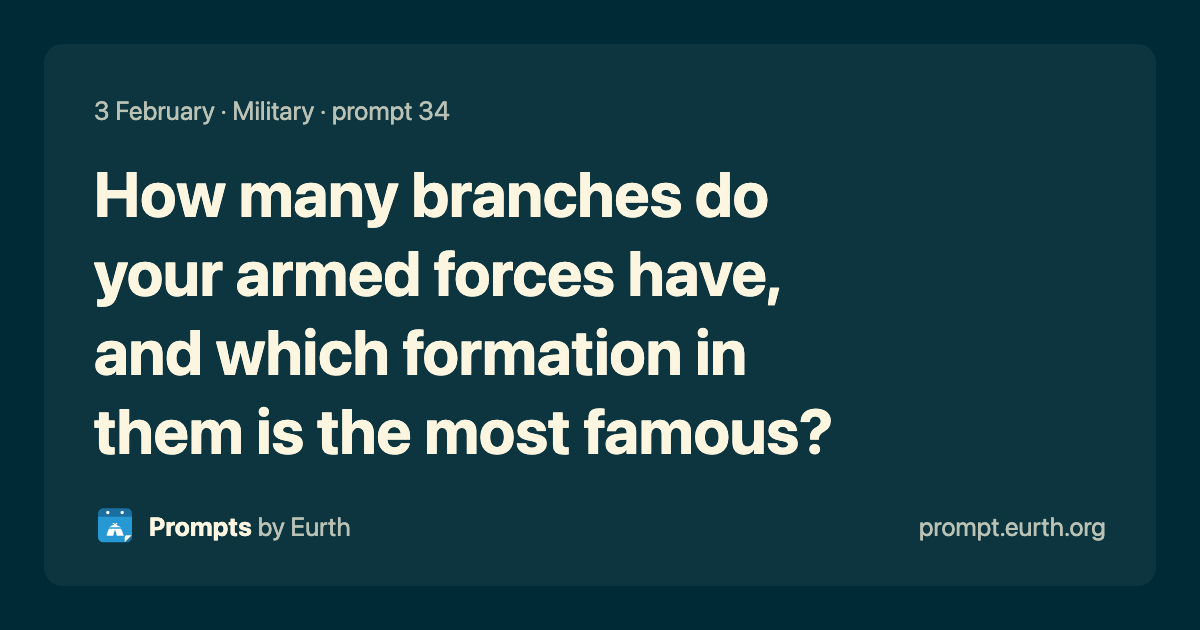 3 February · Military · prompt 34
How many branches do
your armed forces have,
and which formation in
them is the most famous?
Prompts by Eurth
prompt.eurth.org